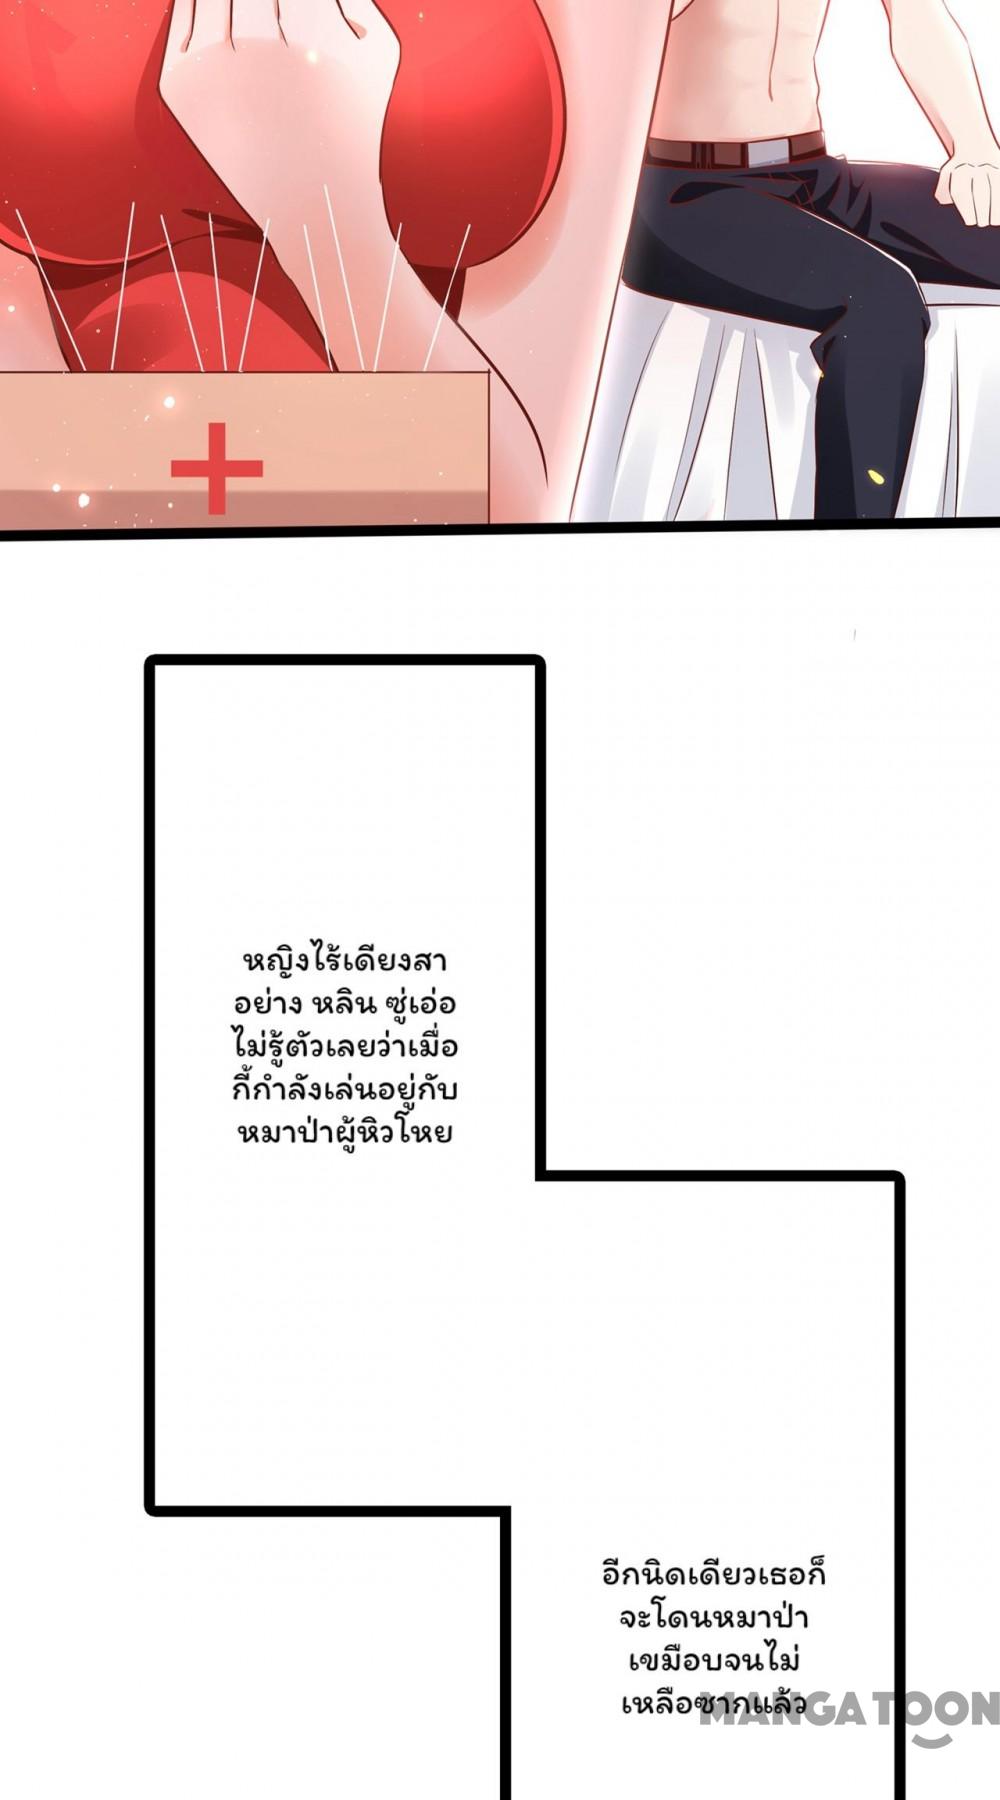 หญิงไร้เดียงสา
อย่าง หลิน ซู่เอ่อ
ไม่รู้ตัวเลยว่าเมื่อ
กี้กำลังเล่นอยู่กับ
หมาป่าผู้หิวโหย
อีกนิดเดียวเธอก็
จะโดนหมาป่า
เขมือบจนไม่
เหลือซากแล้ว
MANGATOON